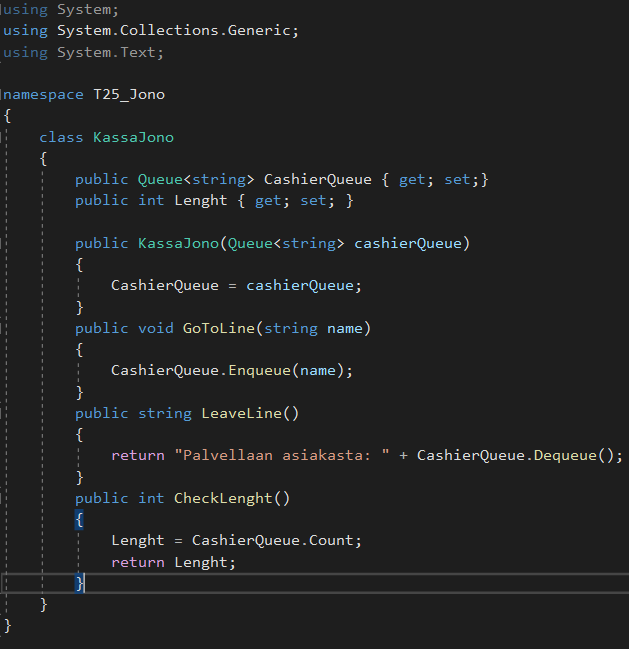 using System;
using System.Collections.Generic;
using System.Text;
namespace T25_Jono
{
class KassaJono
{
public Queue<string> CashierQueue { get; set;}
public int Lenght { get; set; }
public KassaJono(Queue<string> cashierQueue)
{
CashierQueue = cashierQueue;
}
public void GoToLine(string name)
{
CashierQueue.Enqueue(name);
}
public string LeaveLine()
{
return "Palvellaan asiakasta: " + CashierQueue.Dequeue();
}
public int CheckLenght()
{
Lenght = CashierQueue.Count;
return Lenght;
}
}
}